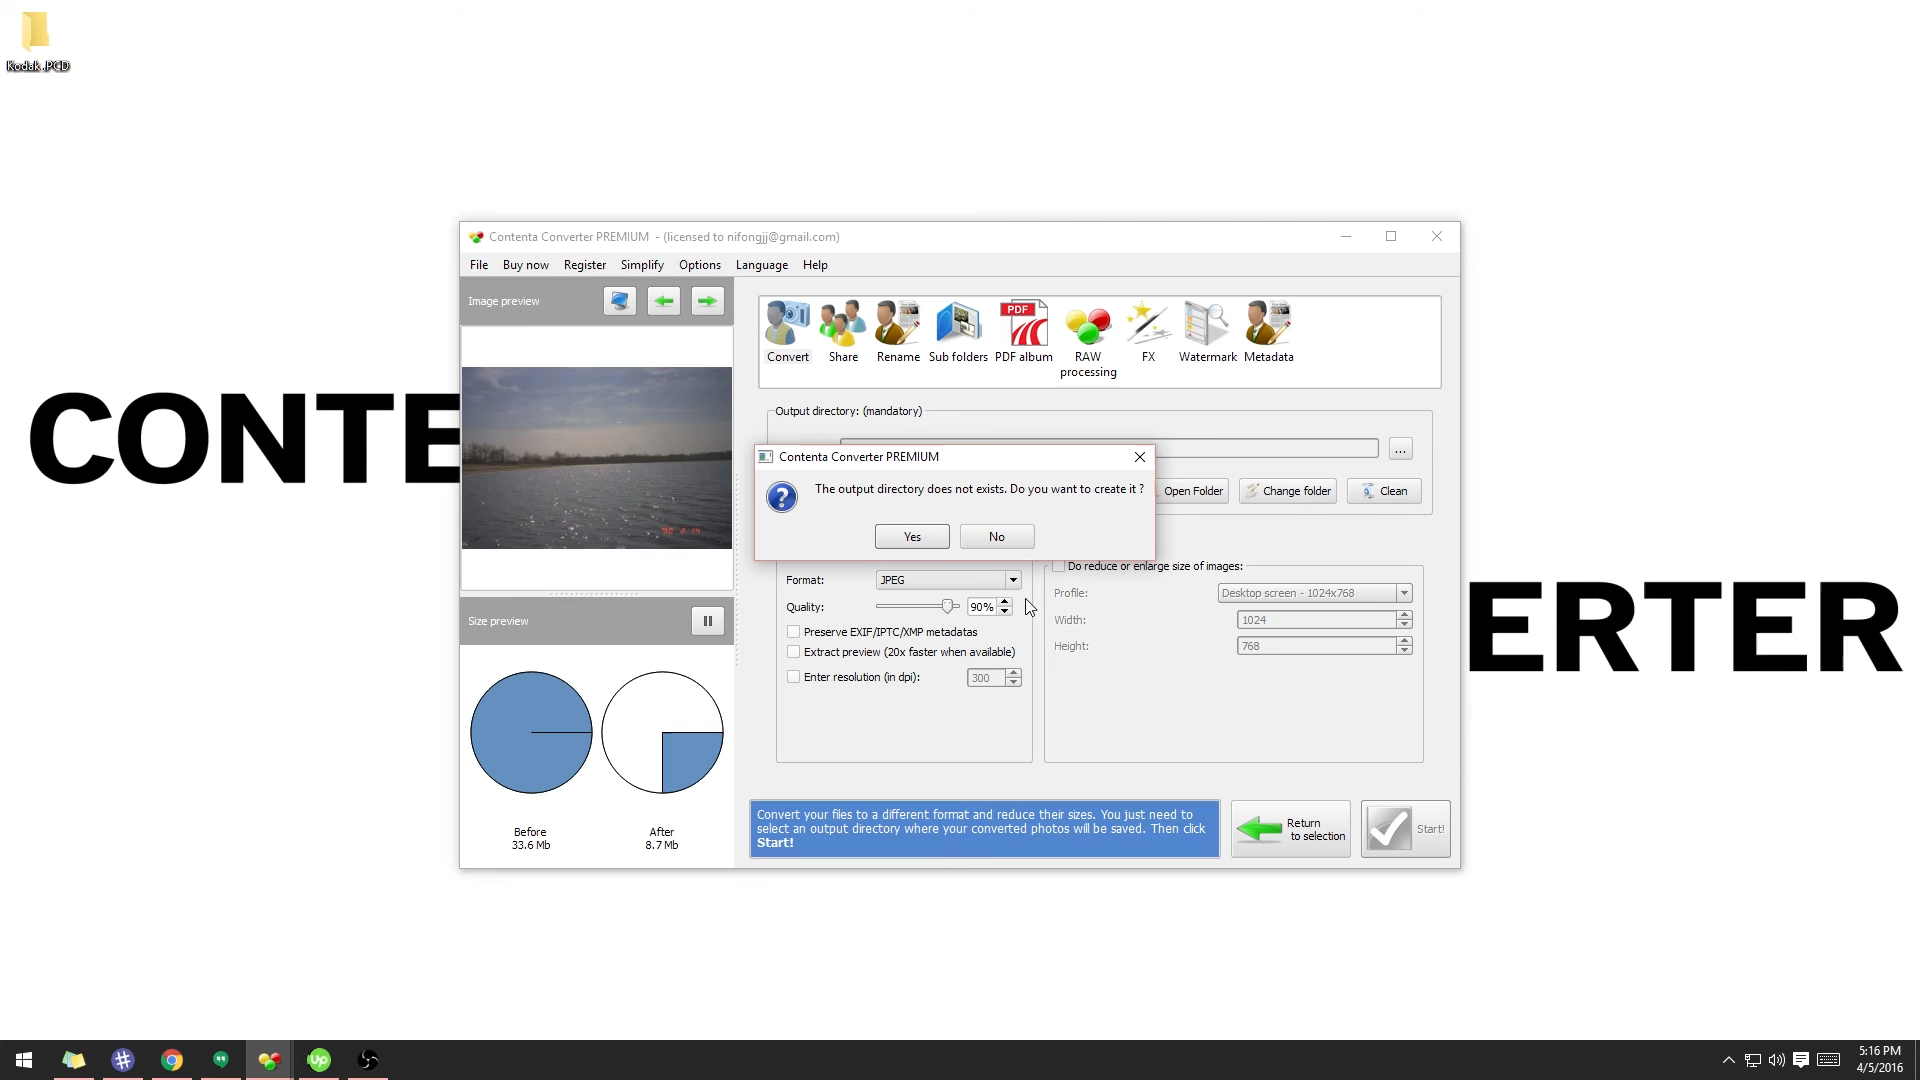 Kodak .PCD
CONTE
ERTER
Contenta Converter PREMIUM - (licensed to nifongjj@gmail.com)
File Buy now Register Simplify Options Language Help
Image preview
'90 2 14
Size preview
Before
33.6 Mb
After
8.7 Mb
PDF
Convert Share Rename Sub folders PDF album RAW processing FX Watermark Metadata
Output directory: (mandatory)
...
Open Folder Change folder Clean
Contenta Converter PREMIUM
The output directory does not exists. Do you want to create it ?
Yes No
Format: JPEG
Quality: 90%
Preserve EXIF/IPTC/XMP metadatas
Extract preview (20x faster when available)
Enter resolution (in dpi): 300
Do reduce or enlarge size of images:
Profile: Desktop screen - 1024x768
Width: 1024
Height: 768
Convert your files to a different format and reduce their sizes. You just need to
select an output directory where your converted photos will be saved. Then click
Start!
Return
to selection
Start!
up
5:16 PM
4/5/2016